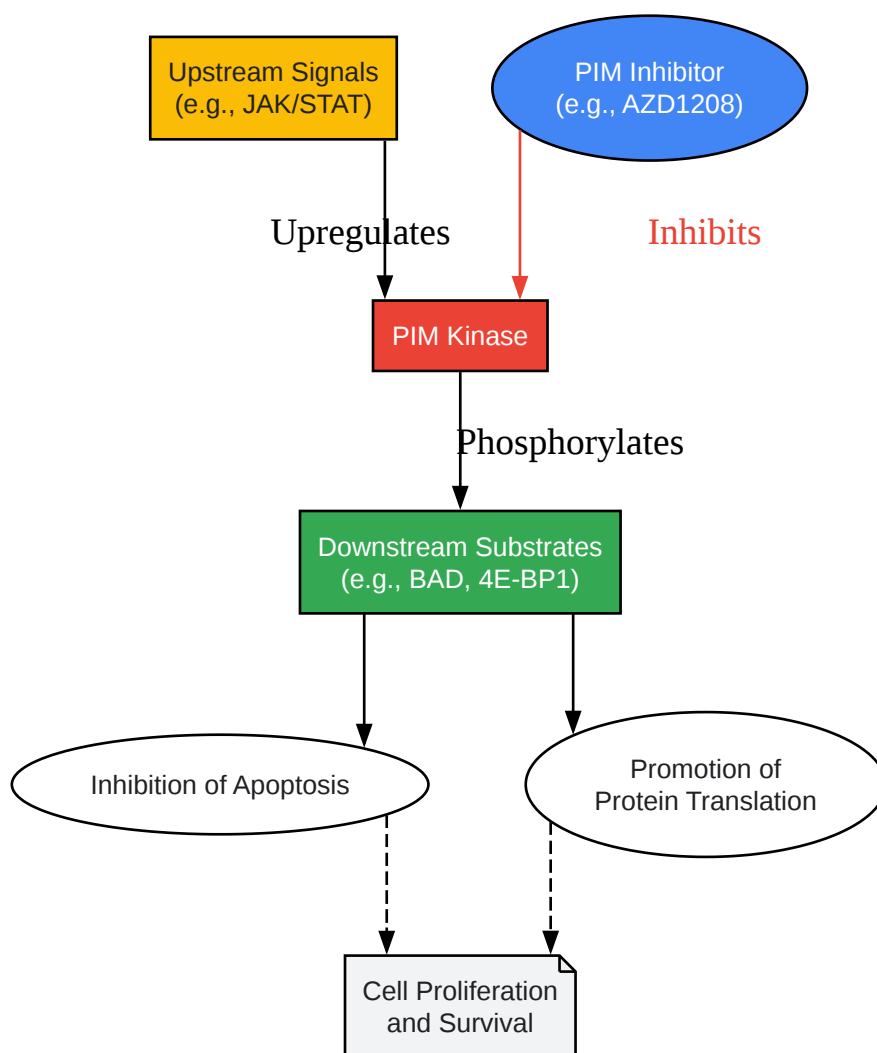 Upstream Signals
(e.g., JAK/STAT)
PIM Inhibitor
(e.g., AZD1208)
Upregulates
Inhibits
PIM Kinase
Phosphorylates
Downstream Substrates
(e.g., BAD, 4E-BP1)
Inhibition of Apoptosis
Promotion of
Protein Translation
Cell Proliferation
and Survival